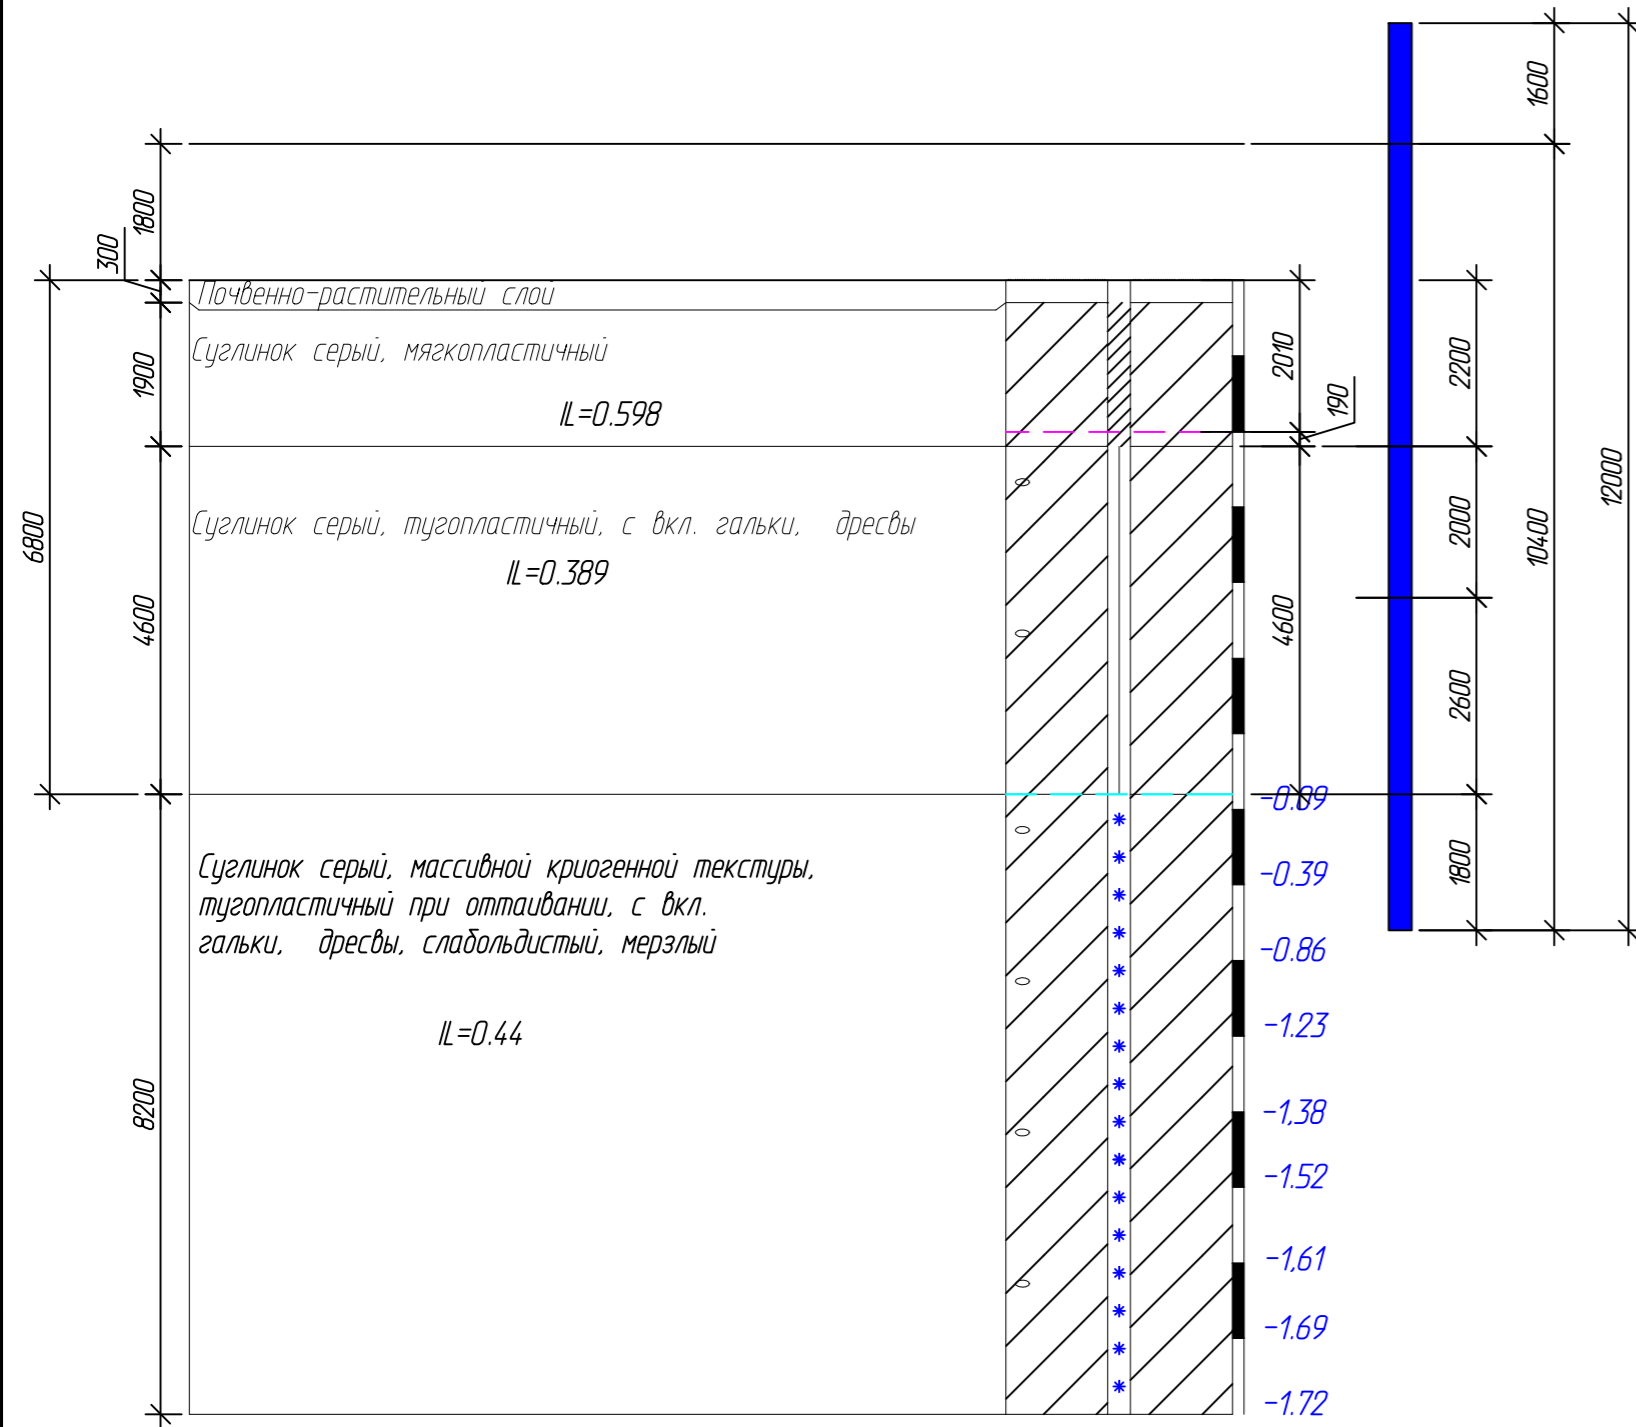 1600
1800
300
Почвенно-растительный слой
Суглинок серый, мягкопластичный
IL=0.598
1900
2010
190
2200
12000
6800
Суглинок серый, тугопластичный, с вкл. гальки, дресвы
IL=0.389
4600
4600
2000
10400
2600
-0.09
Суглинок серый, массивной криогенной текстуры,
тугопластичный при оттаивании, с вкл.
гальки, дресвы, слабольдистый, мерзлый
IL=0.44
1800
-0.39
-0.86
-1.23
-1,38
-1.52
-1,61
-1.69
-1.72
8200